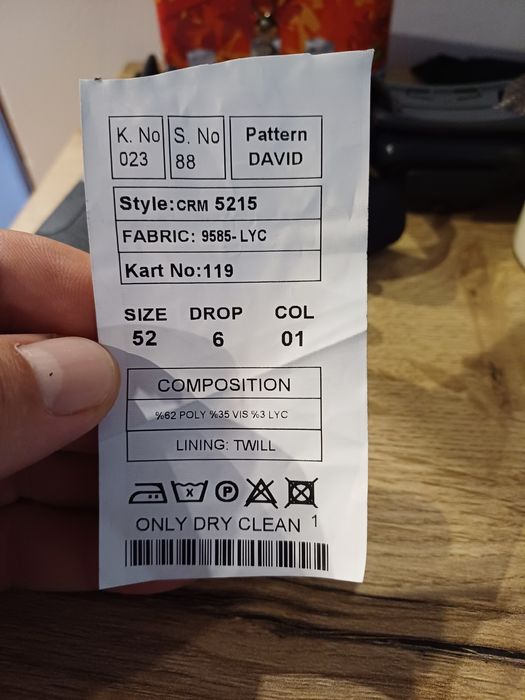 K. No S. No Pattern
023 88 DAVID
Style:CRM 5215
FABRIC: 9585-LYC
Kart No:119
SIZE DROP COL
52 6 01
COMPOSITION
%62 POLY %35 VIS %3 LYC
LINING: TWILL
P
ONLY DRY CLEAN 1